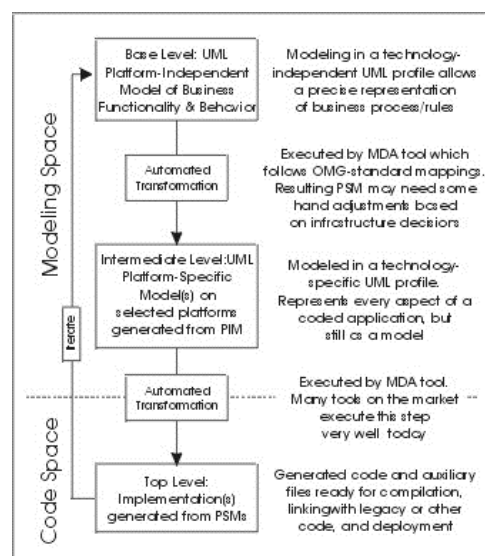 Base Level: UML
Platform-Independent
Model of Business
Functionality & Behavior
Modeling in a technology-
independent UML profile allows
a precise representation
of business process/rules
Automated
Transformation
Executed by MDA tool which
follows OMG-standard mappings.
Resulting PSM may need some
hand adjustments based
on infrastructure decisions
Modeling Space
Intermediate Level:UML
Platform-Specific
Model(s) on
selected platforms
generated from PIM
Modeled in a technology-
specific UML profile.
Represents every aspect of a
coded application, but
still as a model
Iterate
Automated
Transformation
Executed by MDA tool.
Many tools on the market
execute this step
very well today
Code Space
Top Level:
Implementation(s)
generated from PSMs
Generated code and auxiliary
files ready for compilation,
linkingwith legacy or other
code, and deployment